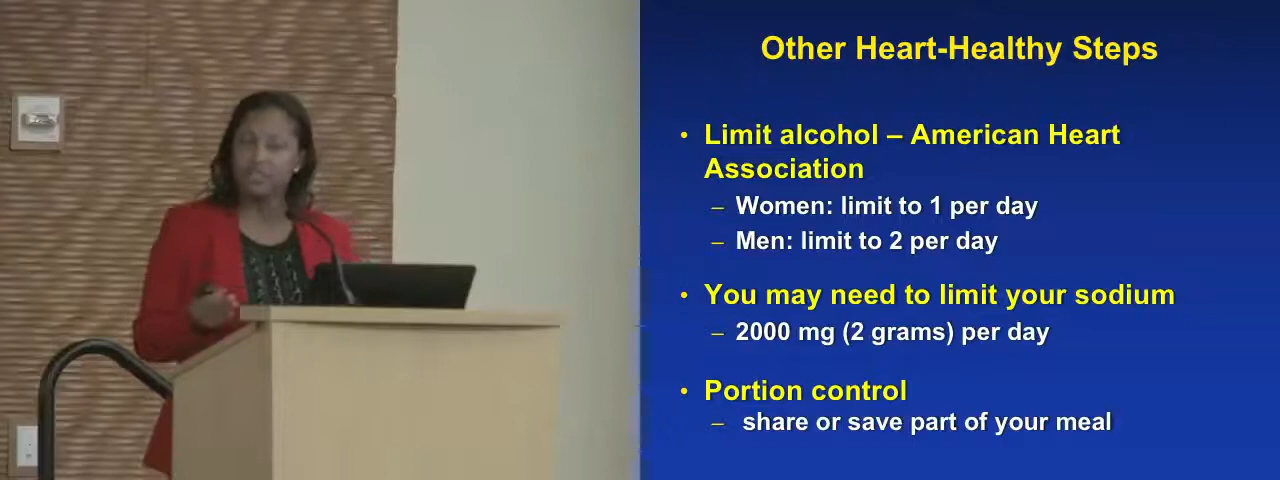 Other Heart-Healthy Steps
• Limit alcohol – American Heart
Association
– Women: limit to 1 per day
– Men: limit to 2 per day
• You may need to limit your sodium
– 2000 mg (2 grams) per day
• Portion control
– share or save part of your meal